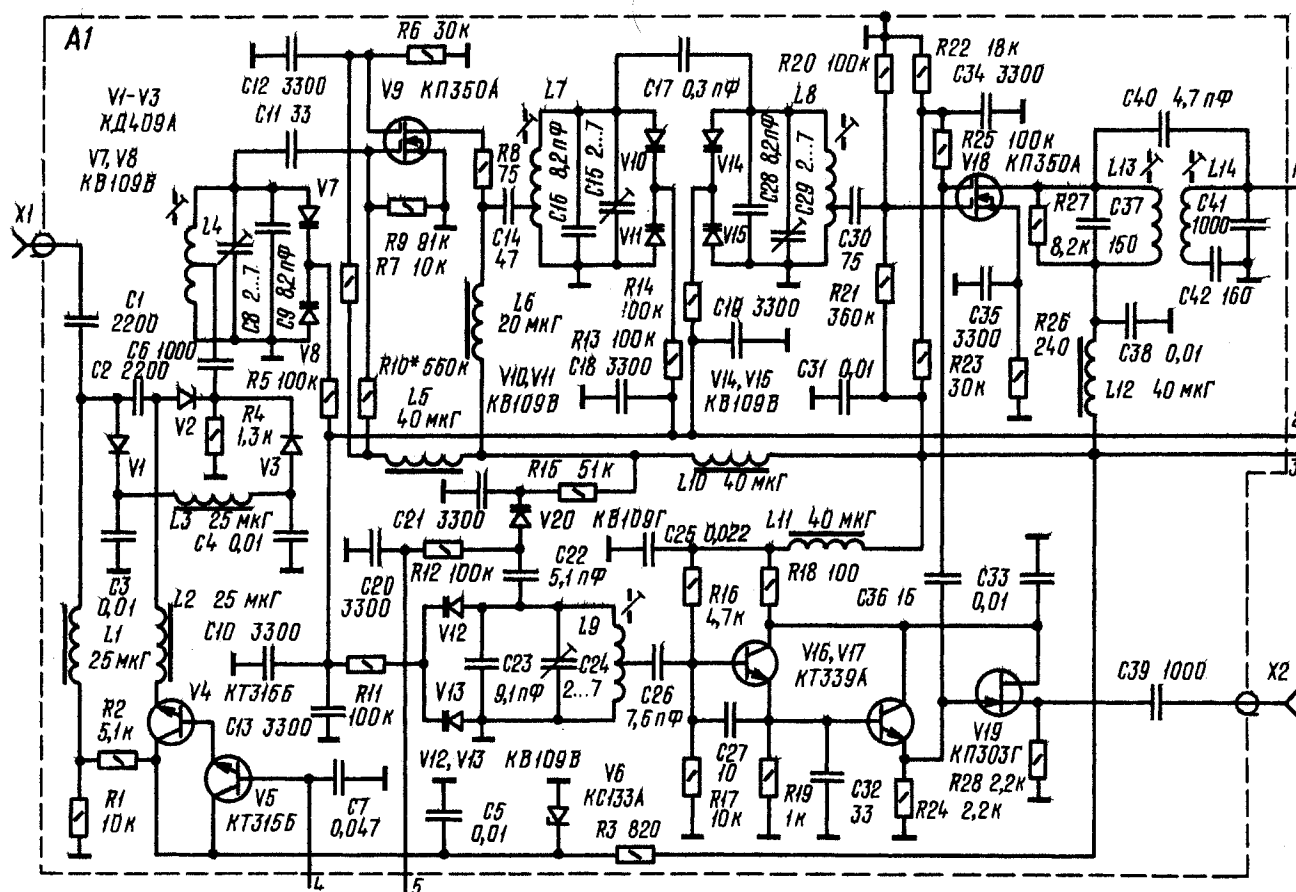 А1
R6 30к
C12 3300
V9 КП350А
C11 33
V1-V3
КД409А
V7, V8
КВ109В
X1
L4
C8 2...7
C9 8,2пФ
V7
V8
R9 91к
R7 10к
R8
75
C14
47
L6
20 мкГ
L7
C16 8,2пФ
C15 2...7
C17 0,3 пФ
V10
V11
V14
V15
C28 8,2пФ
C29 2...7
L8
C30
75
R20
100к
R22 18к
C34 3300
R25 100к
V18 КП350А
C40 4,7 пФ
L13
L14
R27
8,2к
C37
150
C41
1000
C42 160
1
C1
2200
C2 2200
C6 1000
R5 100к
R10* 560к
L5
40 мкГ
V10, V11
КВ109В
R14
100к
R13 100к
C18 3300
C19 3300
V14, V15
КВ109В
R21
360к
C31 0,01
C35
3300
R23
30к
R26
240
C38 0,01
L12 40 мкГ
V1
V2
R4
1,3к
V3
L3 25 мкГ
C4 0,01
C3
0,01
2
3
R15 51к
L10 40 мкГ
C21 3300
V20 КВ109Г
C25 0,022
L11 40 мкГ
C20
3300
R12 100к
C22
5,1 пФ
R16
4,7к
R18 100
C36 16
C33
0,01
L1
25 мкГ
L2 25 мкГ
C10 3300
V12
V13
C23
9,1пФ
C24
2...7
L9
C26
7,6пФ
V16, V17
КТ339А
C39 1000
X2
V4
КТ315Б
R11
100к
C13 3300
R2
5,1к
R1
10к
V5
КТ315Б
C7
0,047
V12, V13 КВ109В
C5
0,01
V6
КС133А
R3 820
C27
10
R17
10к
R19
1к
C32
33
R24 2,2к
V19
КП303Г
R28 2,2к
4
5